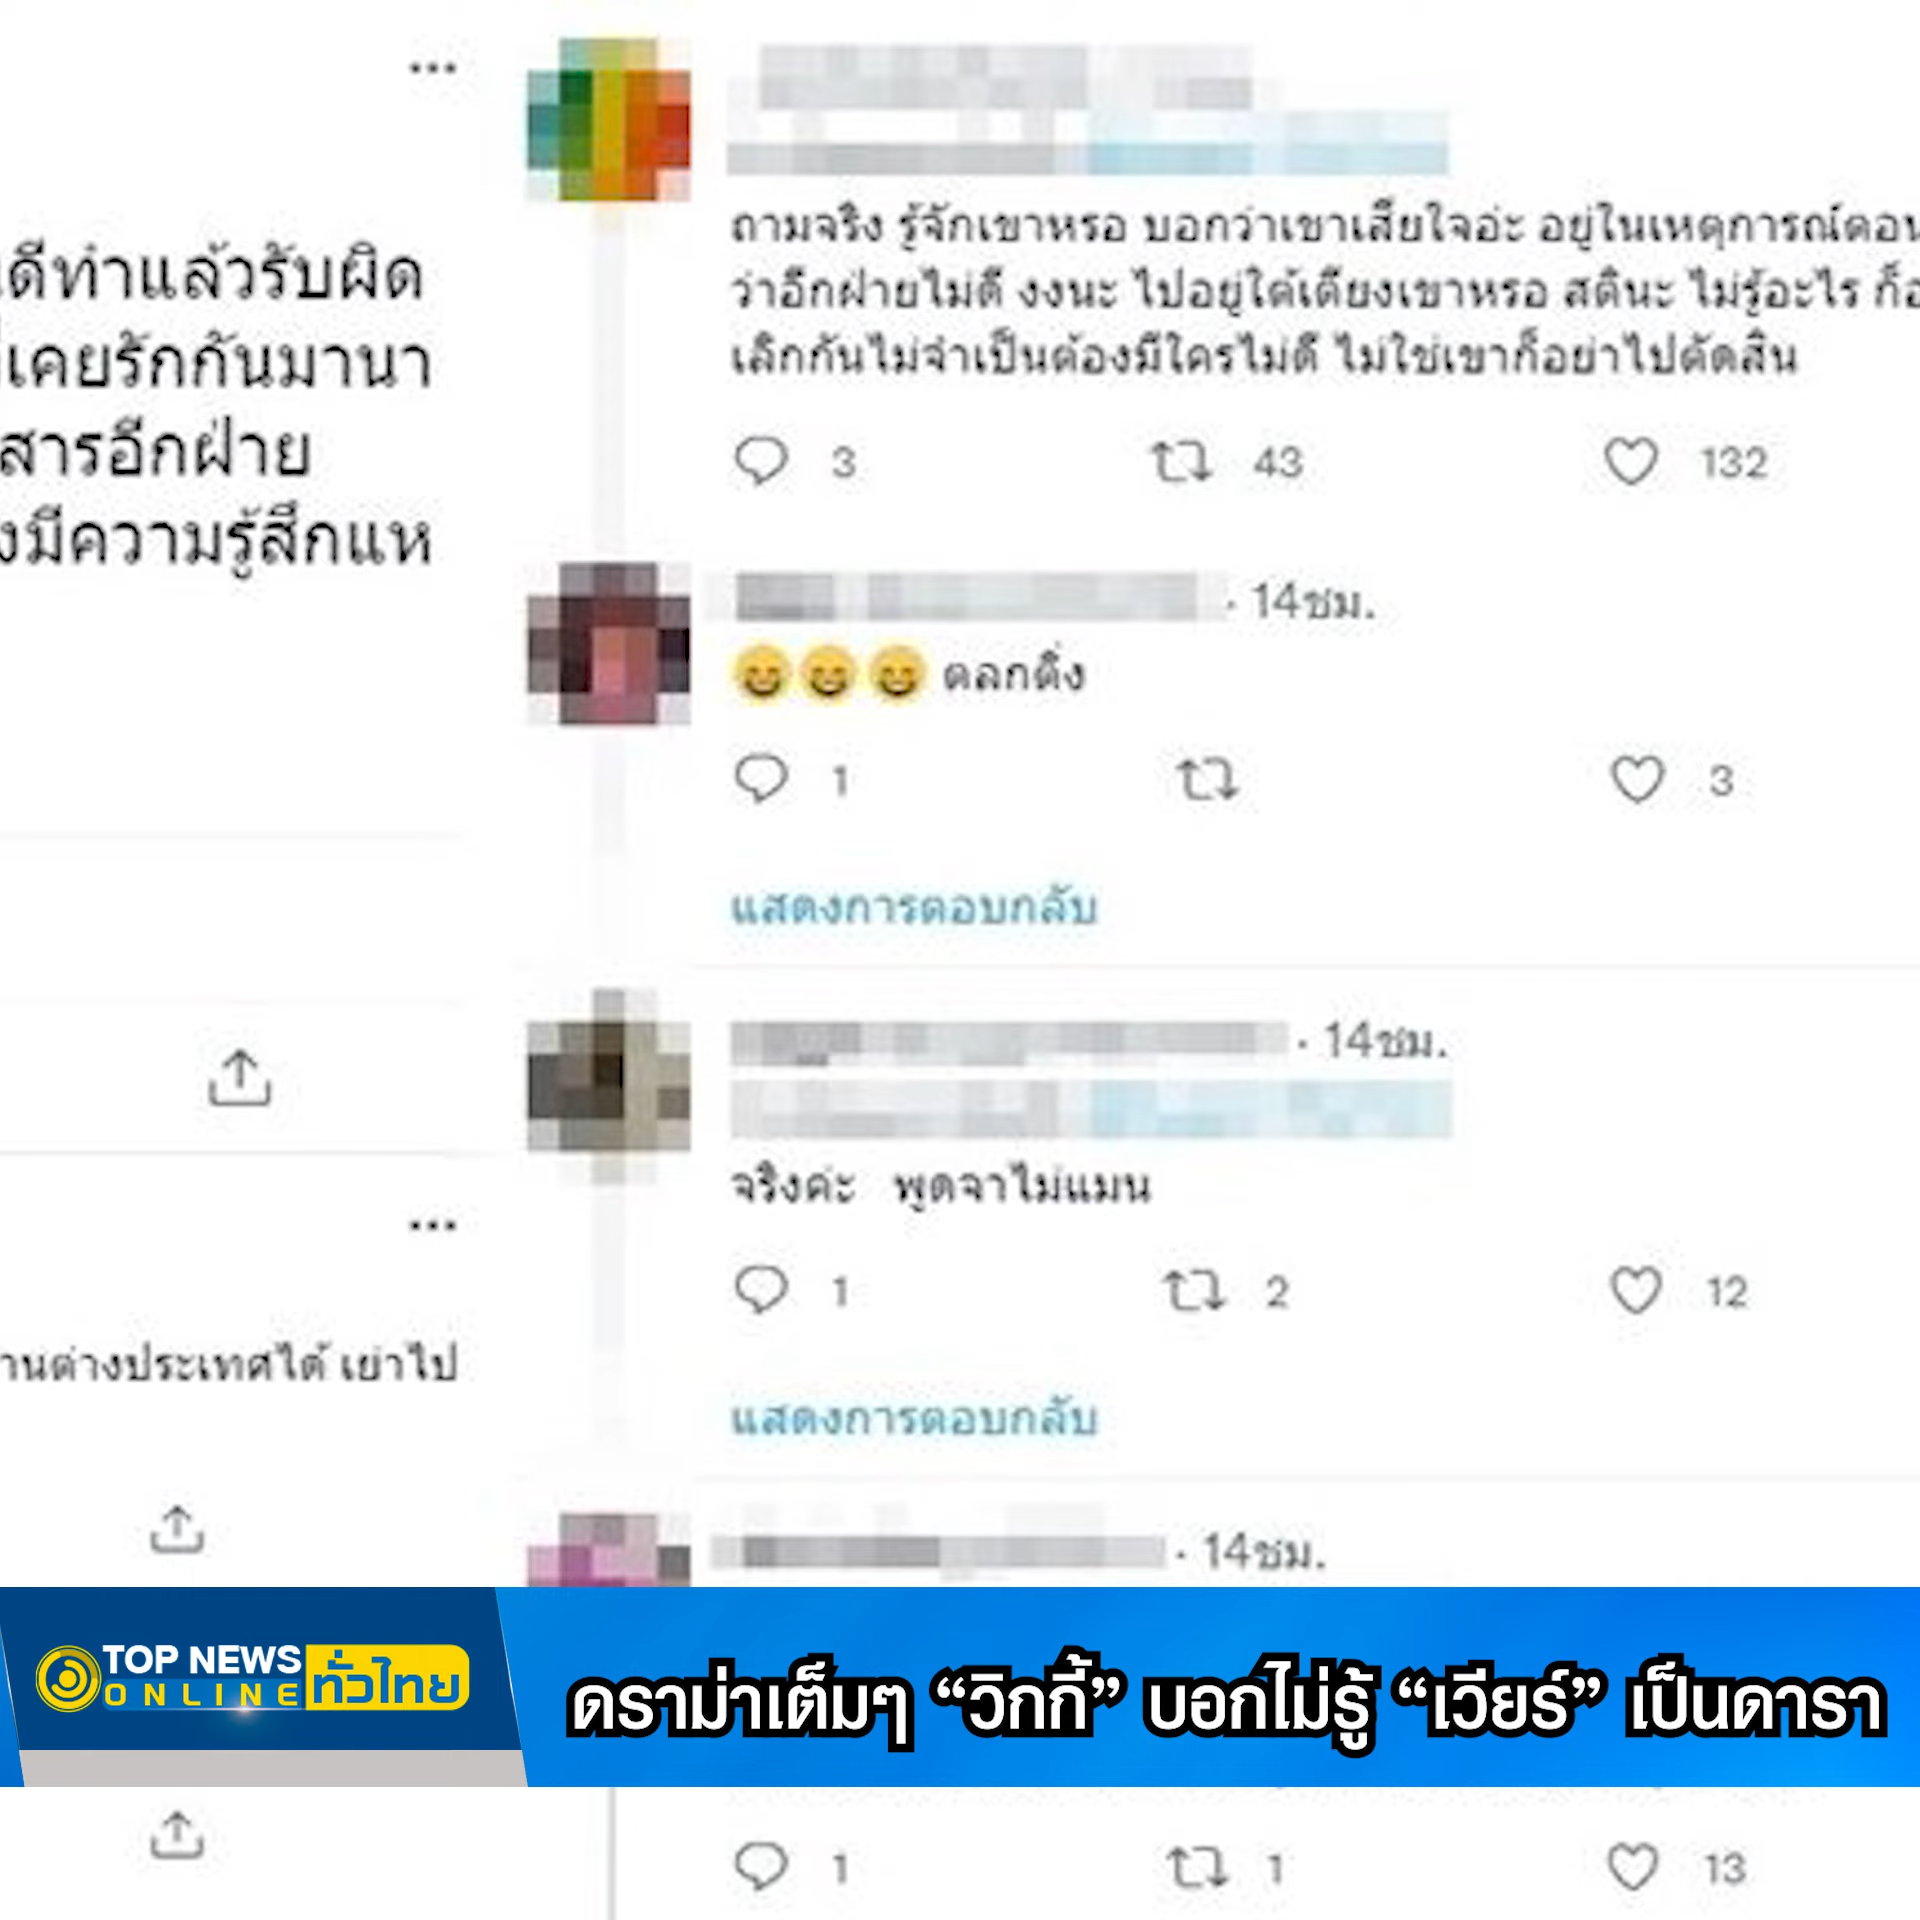 ดีทำแล้วรับผิด
เคยรักกันมานา
สารอีกฝ่าย
งมีความรู้สึกแห
านต่างประเทศได้ เย่าไป
ถามจริง รู้จักเขาหรอ บอกว่าเขาเสียใจอ่ะ อยู่ในเหตุการณ์ตอน
ว่าอีกฝ่ายไม่ดี งงนะ ไปอยู่ใต้เตียงเขาหรอ สตินะ ไม่รู้อะไร ก็อ
เลิกกันไม่จำเป็นต้องมีใครไม่ดี ไม่ใช่เขาก็อย่าไปตัดสิน
3 43 132
· 14ชม.
😄😄😄 ตลกดิ่ง
1 3
แสดงการตอบกลับ
· 14ชม.
จริงค่ะ พูดจาไม่แมน
1 2 12
แสดงการตอบกลับ
· 14ชม.
TOP NEWS
ONLINE ทั่วไทย
ดราม่าเต็มๆ “วิกกี้” บอกไม่รู้ “เวียร์” เป็นดารา
1 1 13